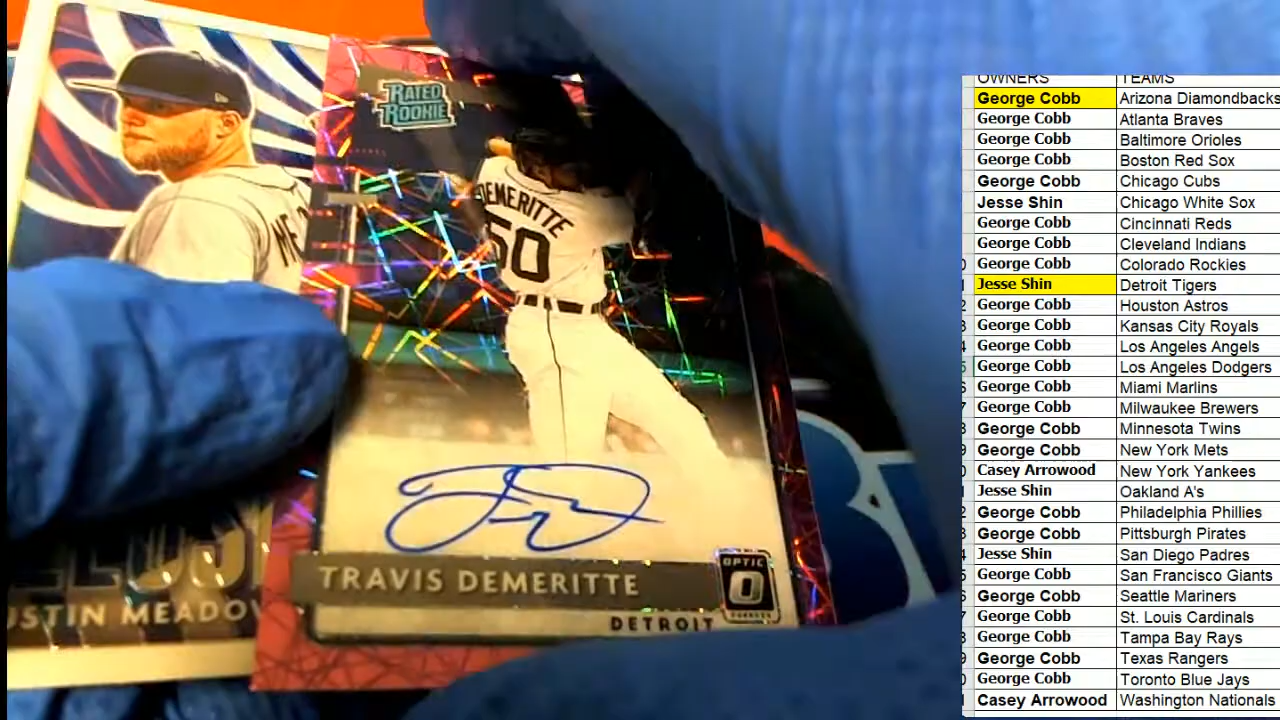 RATED
ROOKIE
DEMERITTE
50
TRAVIS DEMERITTE
OPTIC
DETROIT
USTIN MEADO
OWNERS TEAMS
George Cobb Arizona Diamondbacks
George Cobb Atlanta Braves
George Cobb Baltimore Orioles
George Cobb Boston Red Sox
George Cobb Chicago Cubs
Jesse Shin Chicago White Sox
George Cobb Cincinnati Reds
George Cobb Cleveland Indians
George Cobb Colorado Rockies
Jesse Shin Detroit Tigers
George Cobb Houston Astros
George Cobb Kansas City Royals
George Cobb Los Angeles Angels
George Cobb Los Angeles Dodgers
George Cobb Miami Marlins
George Cobb Milwaukee Brewers
George Cobb Minnesota Twins
George Cobb New York Mets
Casey Arrowood New York Yankees
Jesse Shin Oakland A's
George Cobb Philadelphia Phillies
George Cobb Pittsburgh Pirates
Jesse Shin San Diego Padres
George Cobb San Francisco Giants
George Cobb Seattle Mariners
George Cobb St. Louis Cardinals
George Cobb Tampa Bay Rays
George Cobb Texas Rangers
George Cobb Toronto Blue Jays
Casey Arrowood Washington Nationals